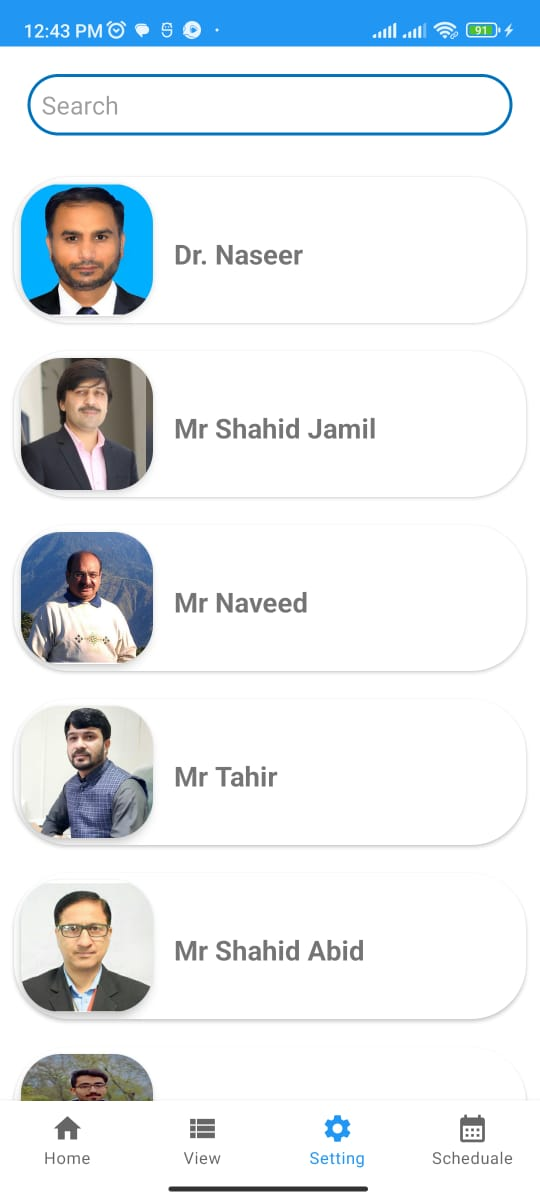 12:43 PM
91
Search
Dr. Naseer
Mr Shahid Jamil
Mr Naveed
Mr Tahir
Mr Shahid Abid
Home
View
Setting
Scheduale